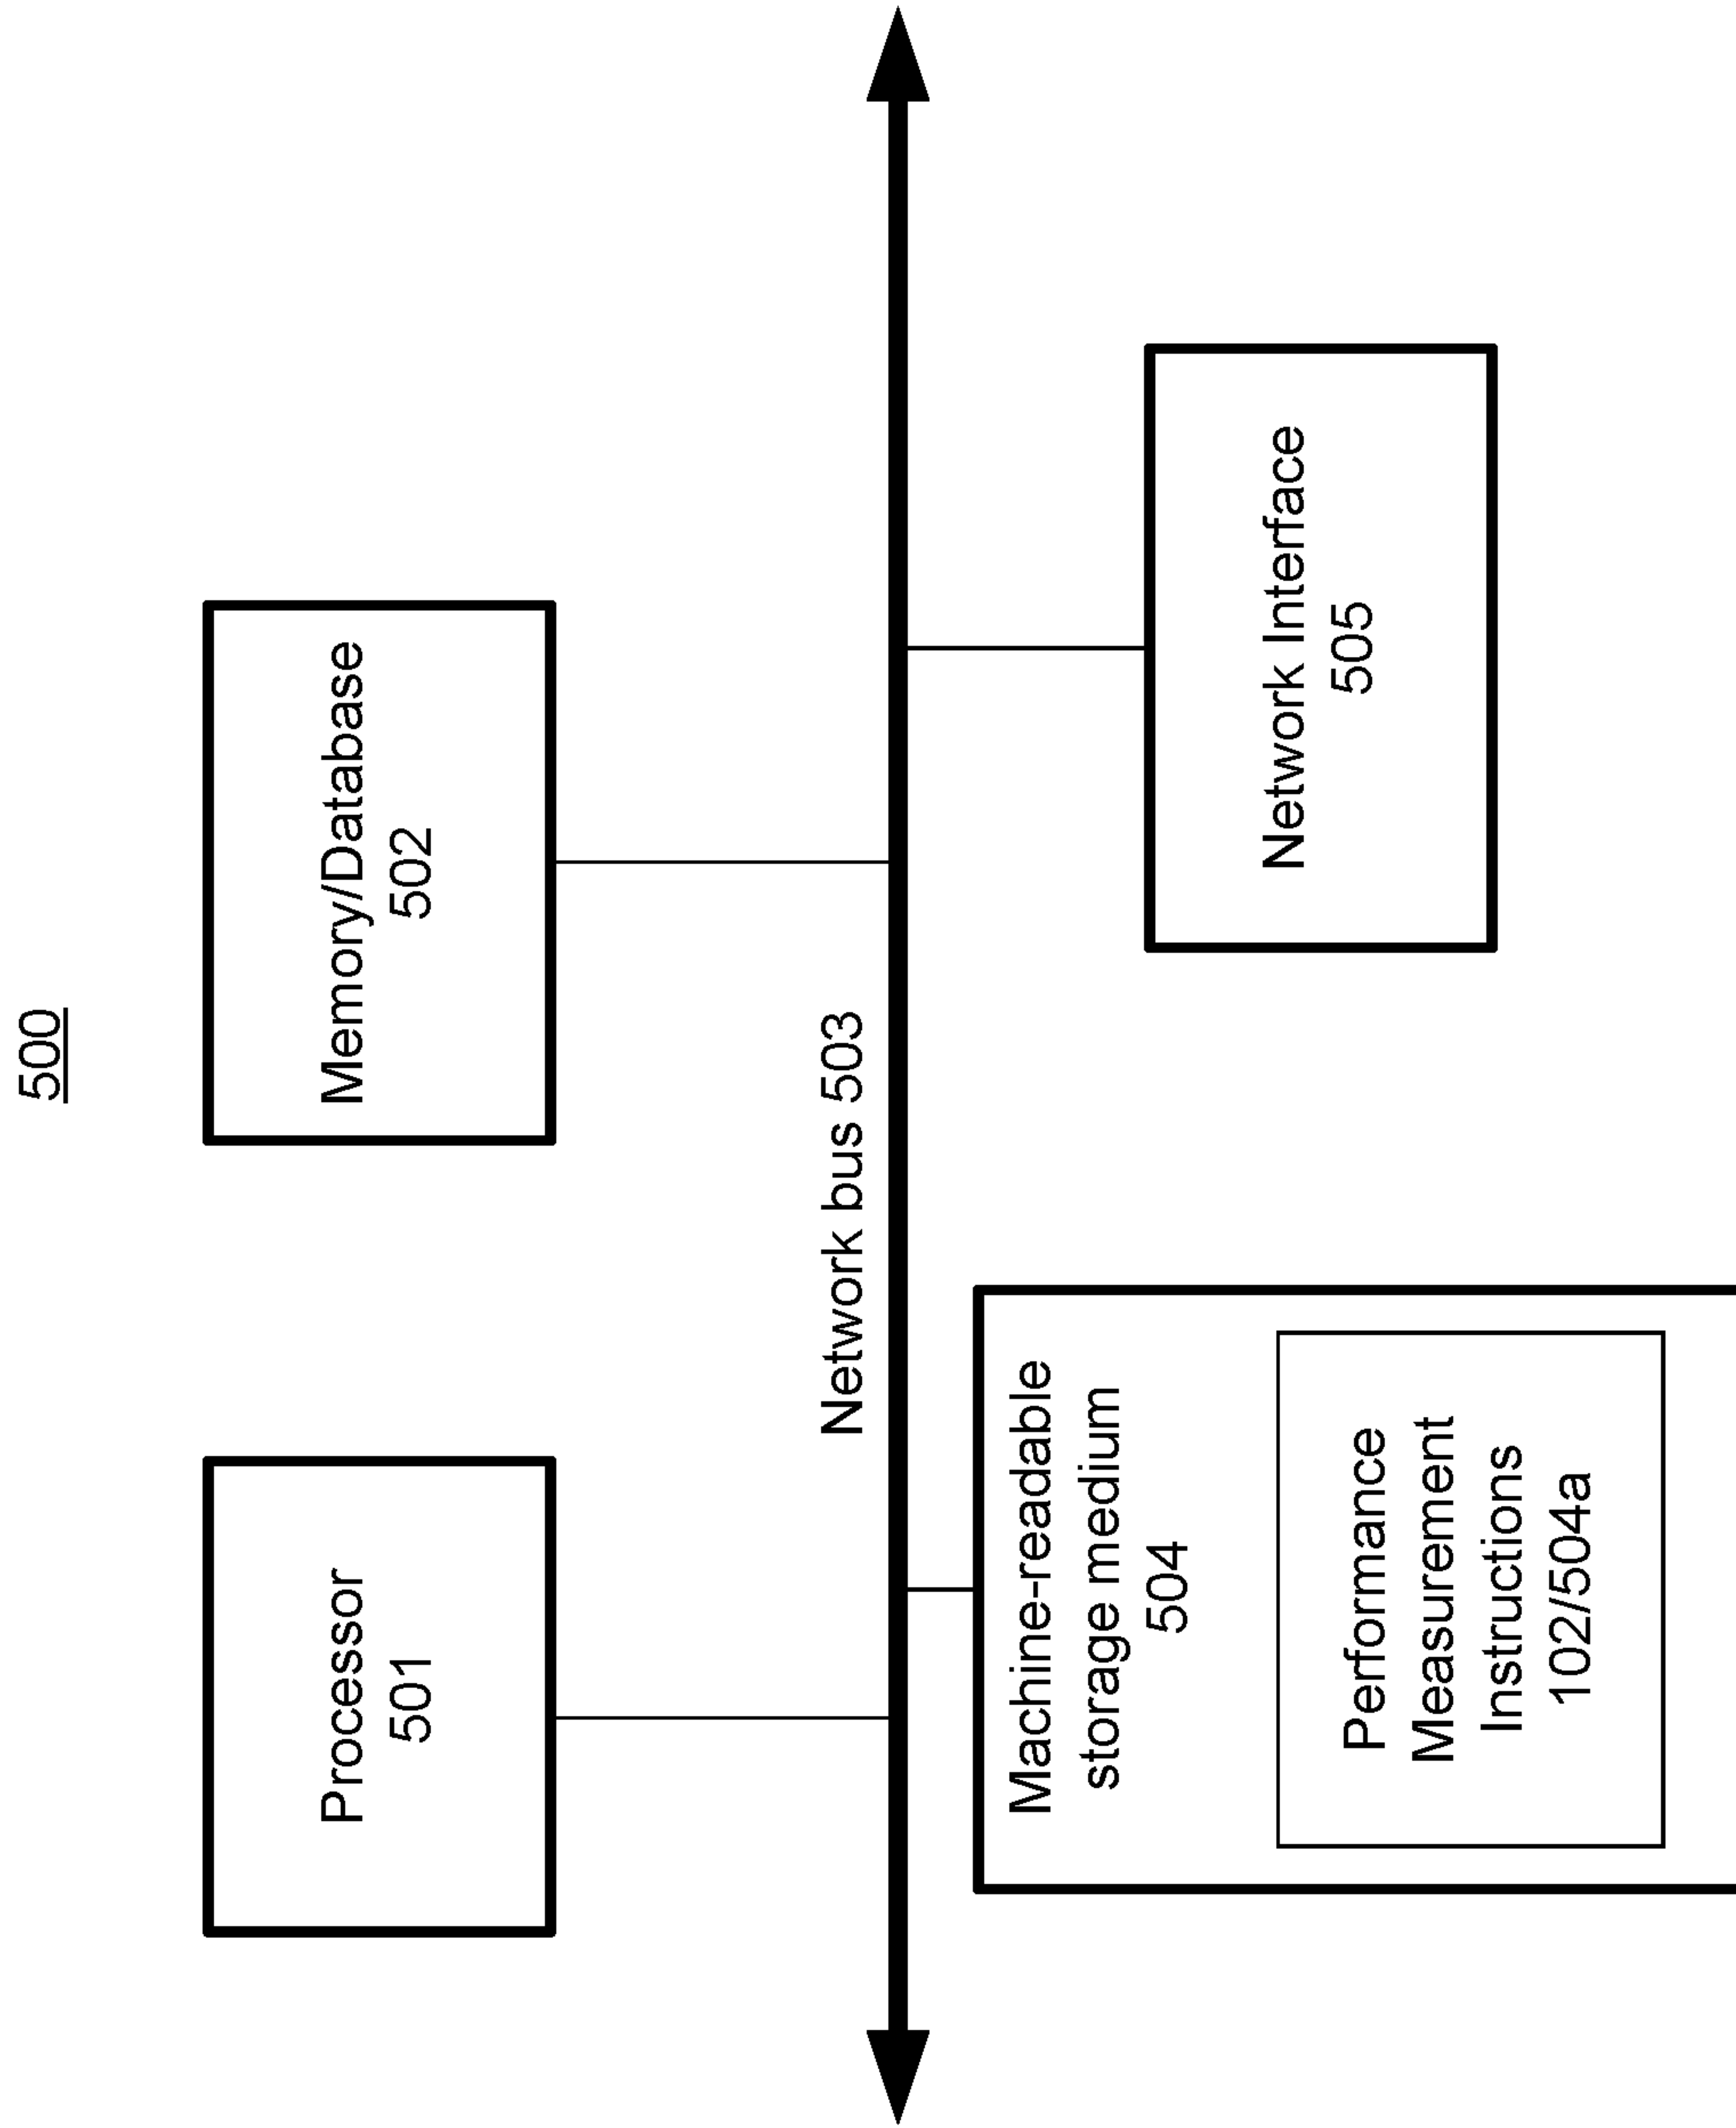 500
Processor
501
Memory/Database
502
Network bus 503
Machine-readable
storage medium
504
Performance
Measurement
Instructions
102/504a
Network Interface
505